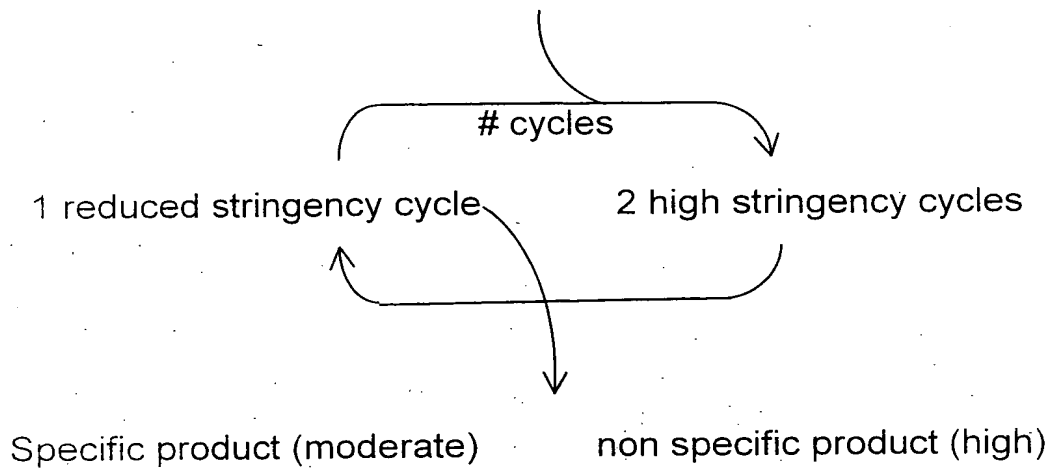 # cycles
1 reduced stringency cycle 2 high stringency cycles
Specific product (moderate) non specific product (high)